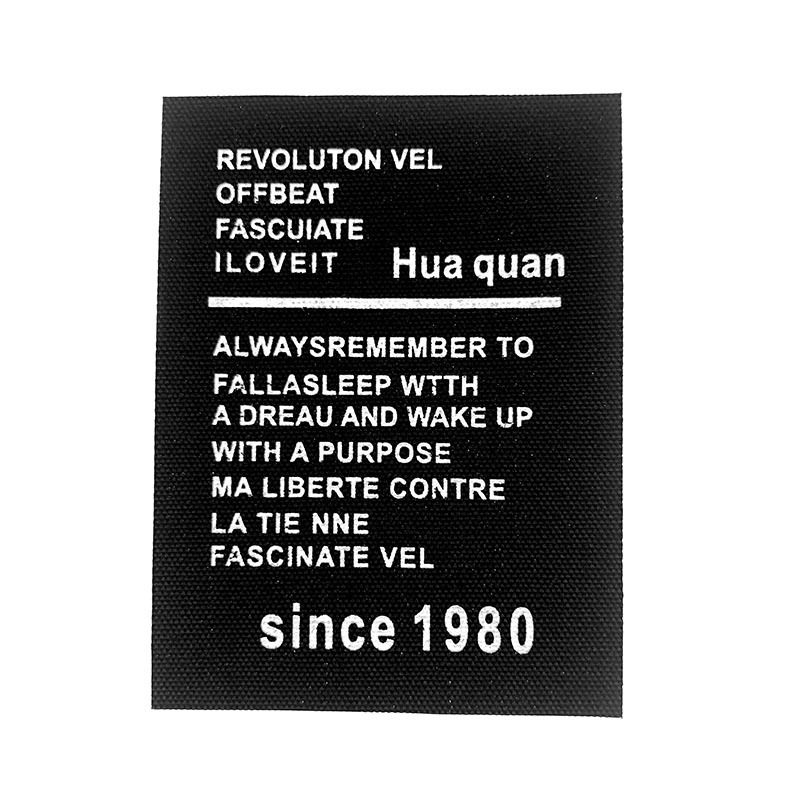 REVOLUTON VEL
OFFBEAT
FASCUIATE
ILOVEIT
Hua quan
ALWAYSREMEMBER TO
FALLASLEEP WTTH
A DREAU AND WAKE UP
WITH A PURPOSE
MA LIBERTE CONTRE
LA TIE NNE
FASCINATE VEL
since 1980